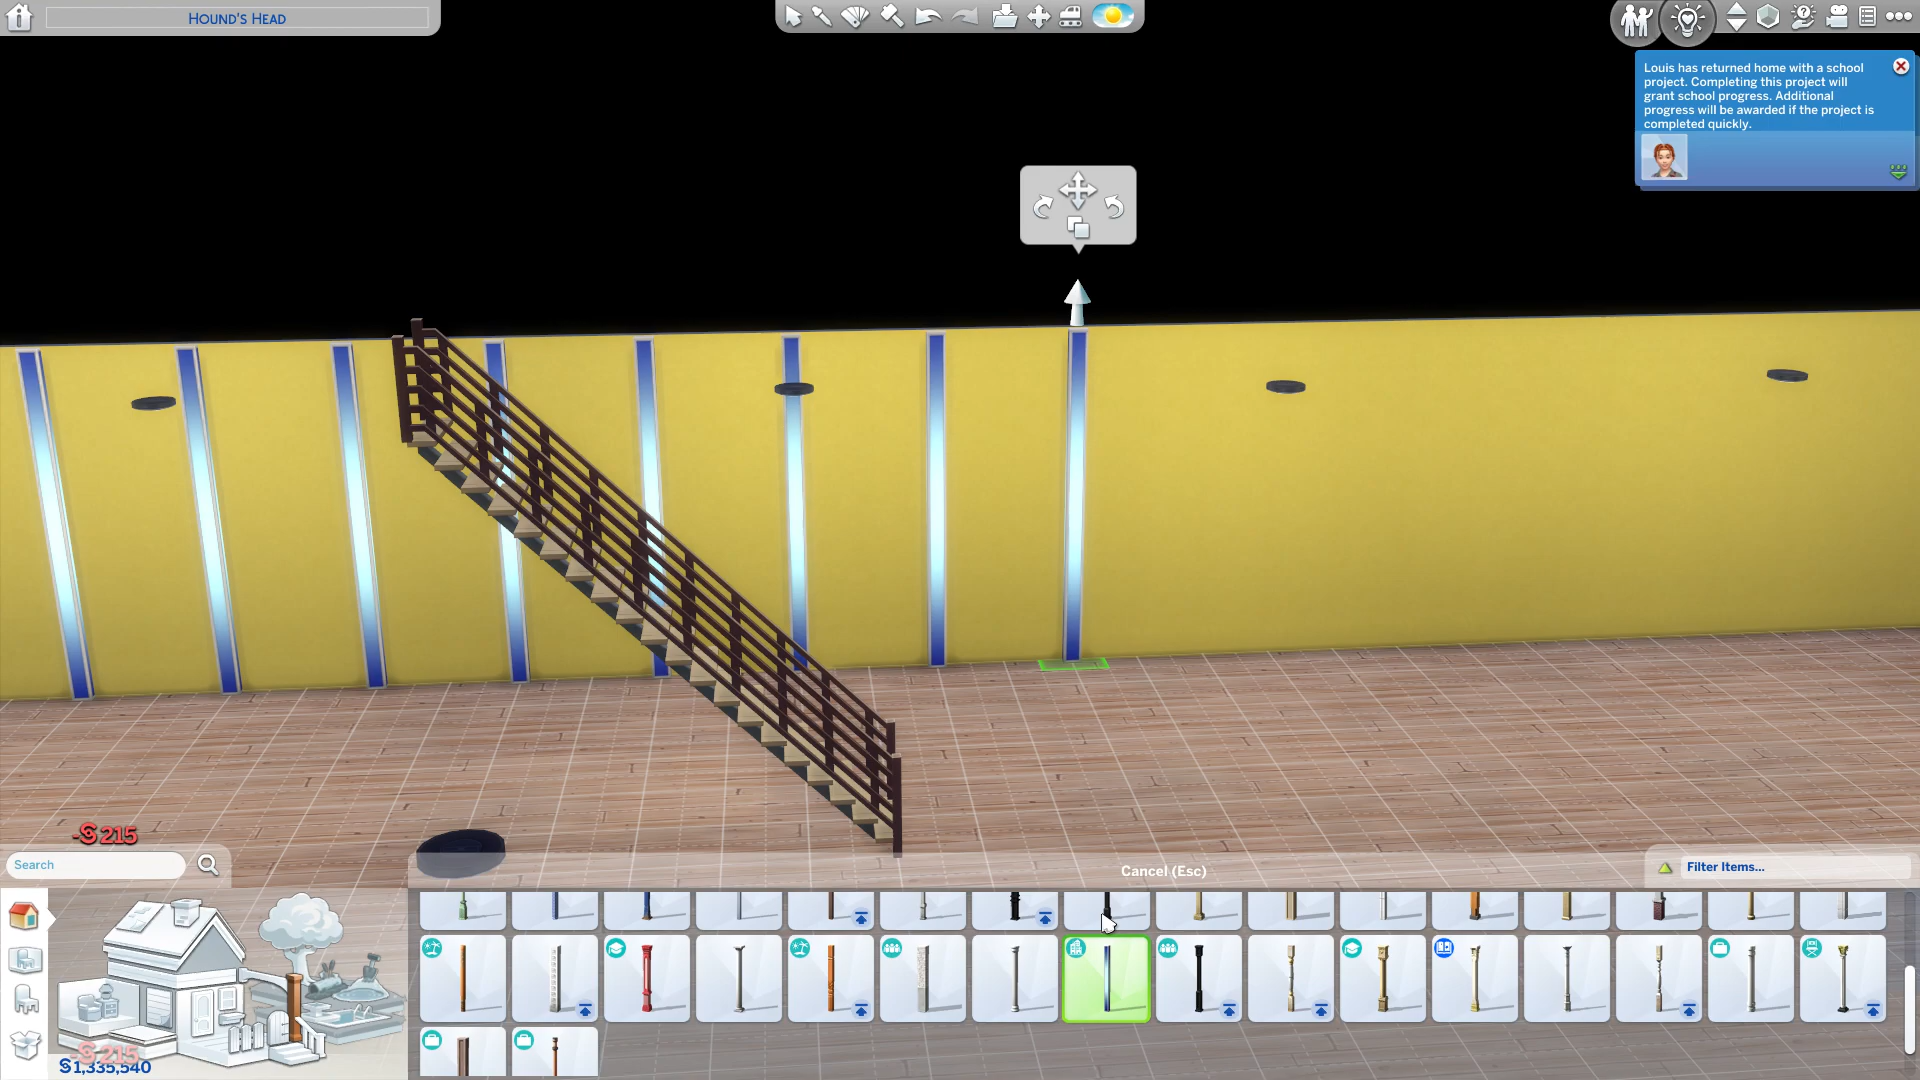 HOUND'S HEAD
Louis has returned home with a school
project. Completing this project will
grant school progress. Additional
progress will be awarded if the project is
completed quickly.
-§215
Search
Cancel (Esc)
Filter Items...
-§215
§1,335,540